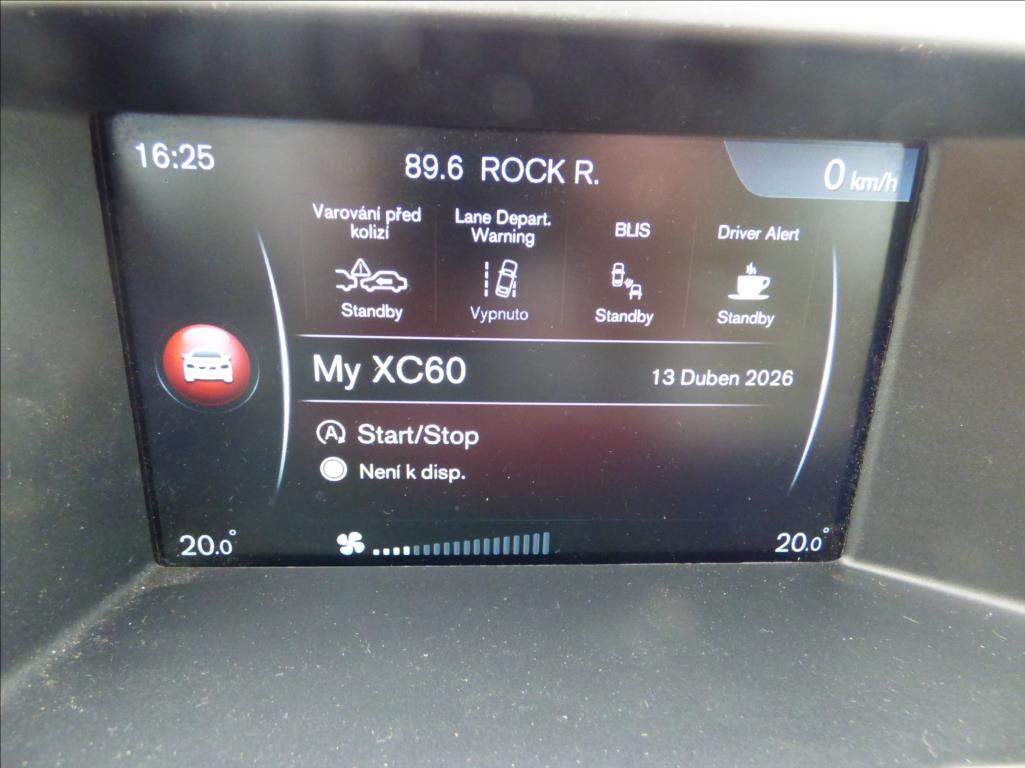 16:25
89.6 ROCK R.
0 km/h
Varování před
kolizí
Lane Depart.
Warning
BLIS
Driver Alert
Standby
Vypnuto
Standby
Standby
My XC60
13 Duben 2026
A Start/Stop
Není k disp.
20.0°
20.0°